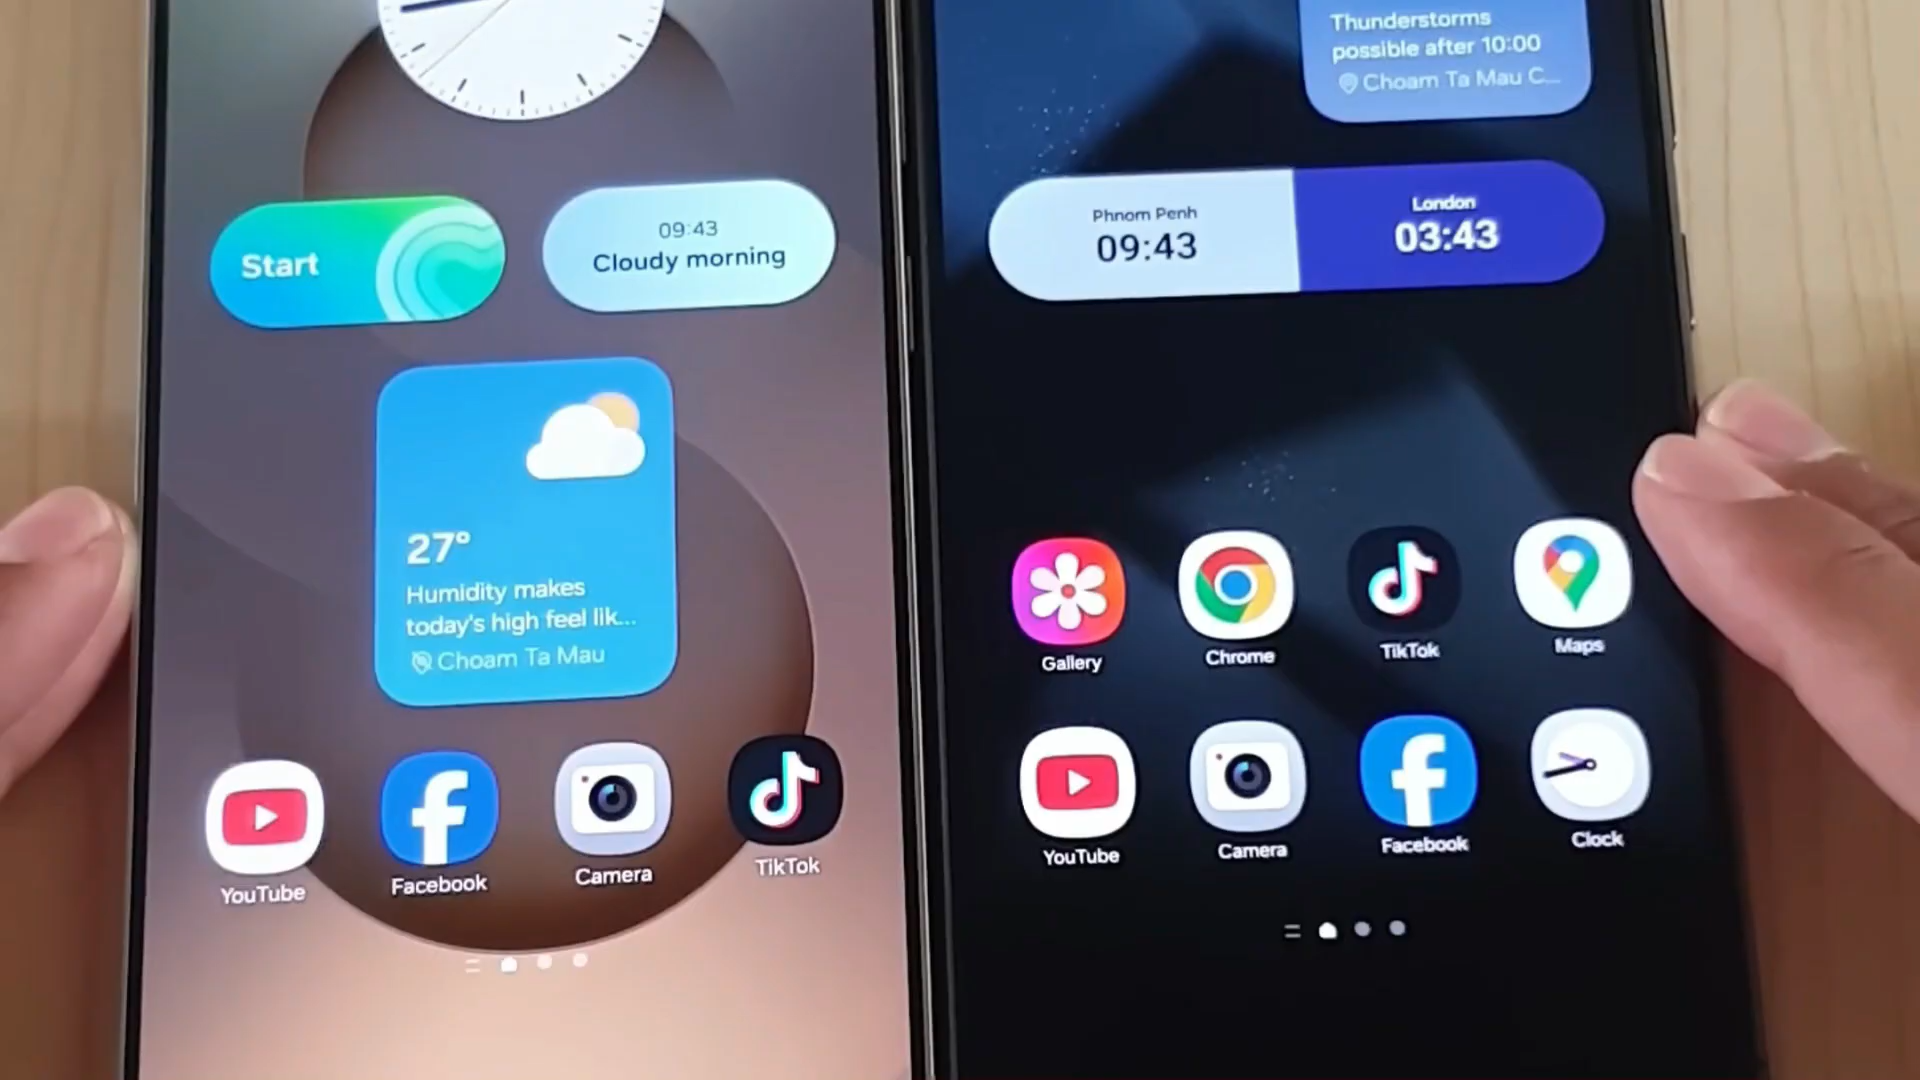 Start
09:43
Cloudy morning
27°
Humidity makes
today's high feel lik...
Choam Ta Mau
YouTube
Facebook
Camera
TikTok
Thunderstorms
possible after 10:00
Choam Ta Mau C...
Phnom Penh
09:43
London
03:43
Gallery
Chrome
TikTok
Maps
YouTube
Camera
Facebook
Clock